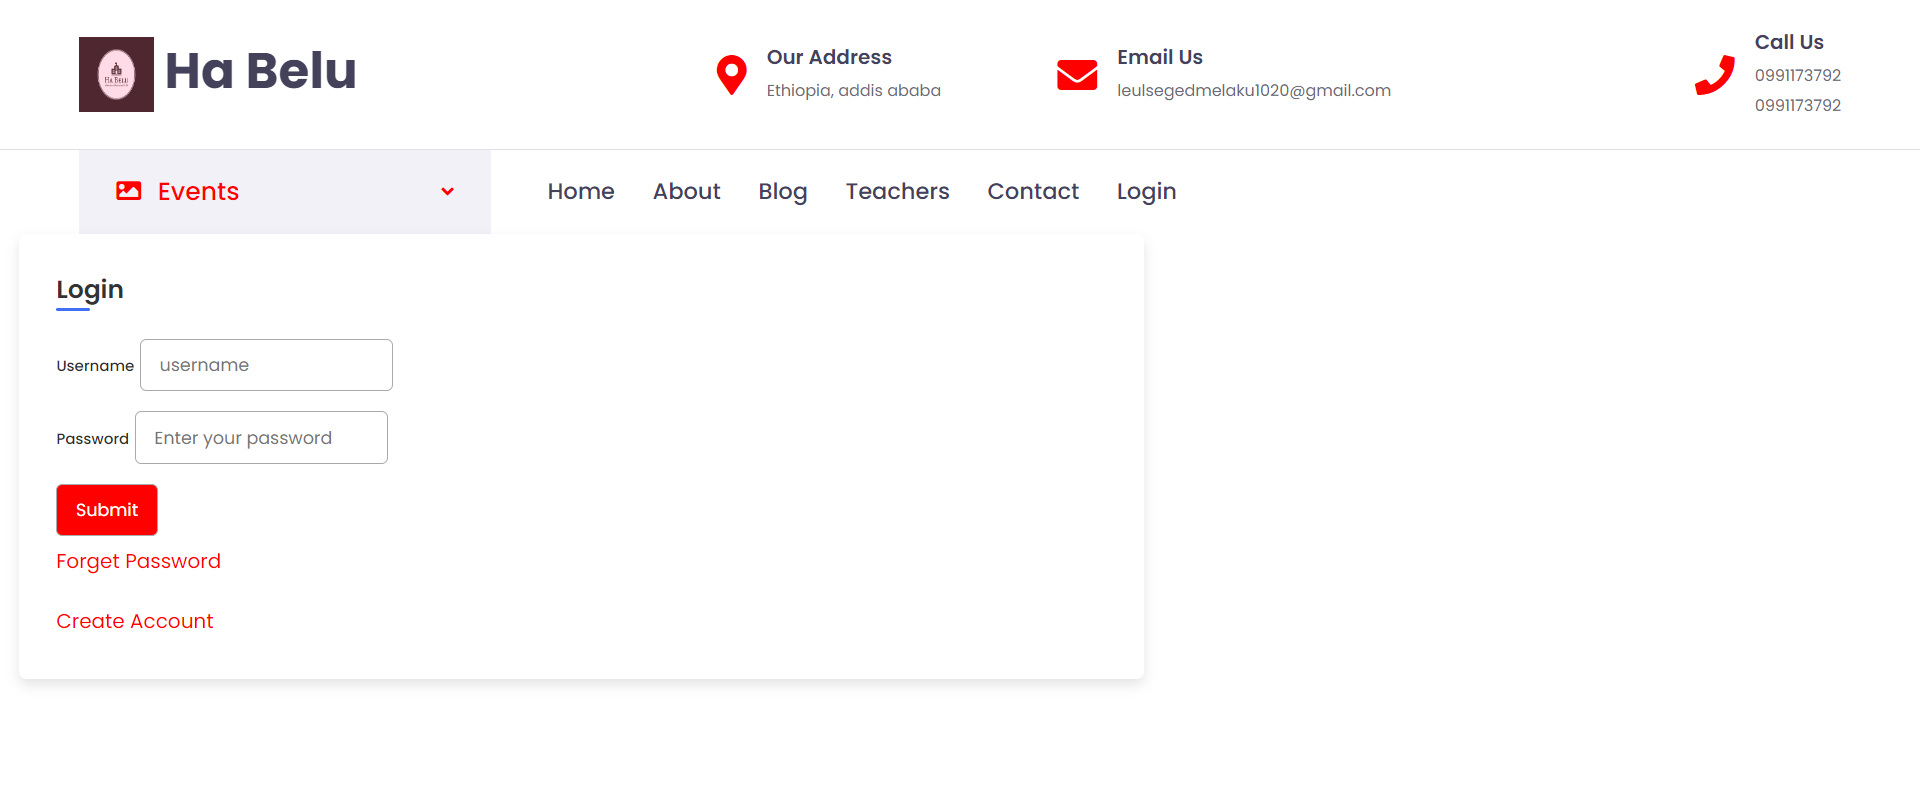 HA BELU
Ha Belu
Our Address
Ethiopia, addis ababa
Email Us
leulsegedmelaku1020@gmail.com
Call Us
0991173792
0991173792
Events
Home About Blog Teachers Contact Login
Login
Username username
Password Enter your password
Submit
Forget Password
Create Account